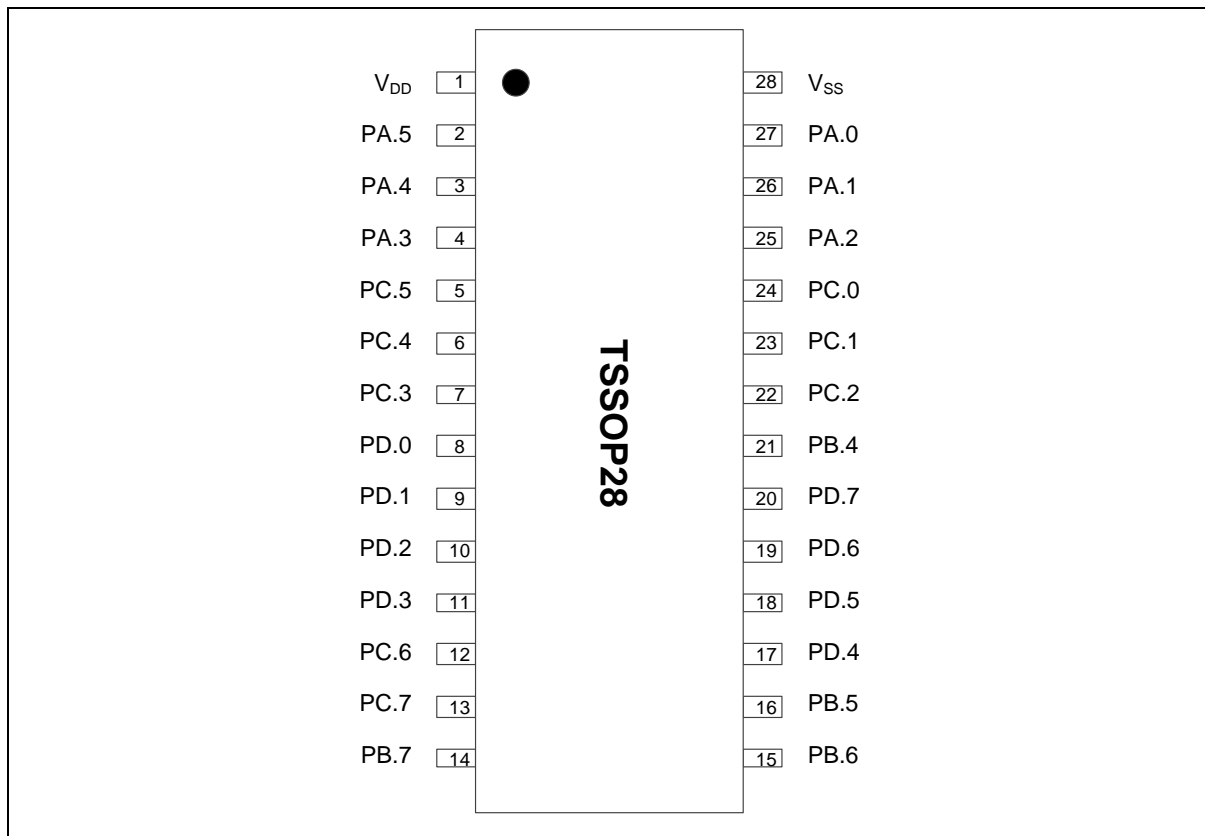 V_DD 1 28 V_SS
PA.5 2 27 PA.0
PA.4 3 26 PA.1
PA.3 4 25 PA.2
PC.5 5 24 PC.0
PC.4 6 23 PC.1
PC.3 7 22 PC.2
PD.0 8 21 PB.4
PD.1 9 20 PD.7
PD.2 10 19 PD.6
PD.3 11 18 PD.5
PC.6 12 17 PD.4
PC.7 13 16 PB.5
PB.7 14 15 PB.6
TSSOP28